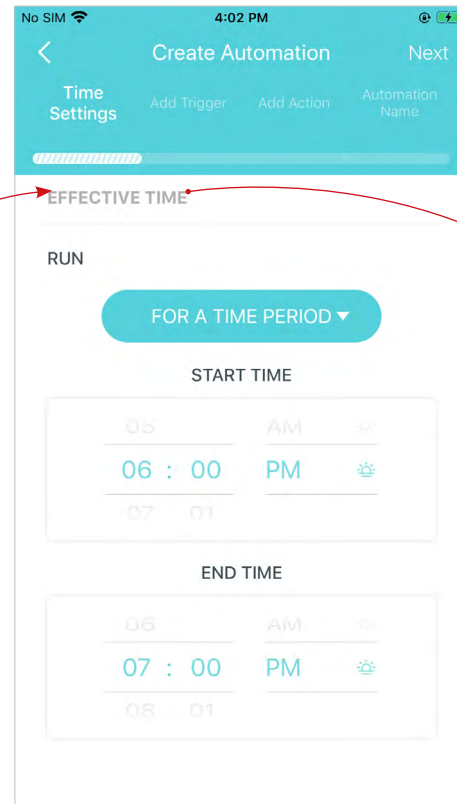 No SIM 4:02 PM
Create Automation Next
Time Settings Add Trigger Add Action Automation Name
EFFECTIVE TIME
RUN
FOR A TIME PERIOD
START TIME
05 AM
06 : 00 PM
07 01
END TIME
06 AM
07 : 00 PM
08 01